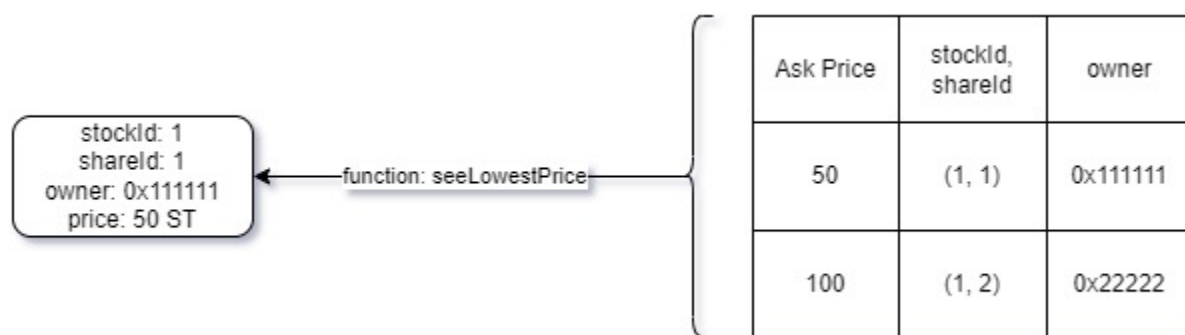 stockId: 1
shareId: 1
owner: 0x111111
price: 50 ST
function: seeLowestPrice
Ask Price
stockId,
shareId
owner
50
(1, 1)
0x111111
100
(1, 2)
0x22222